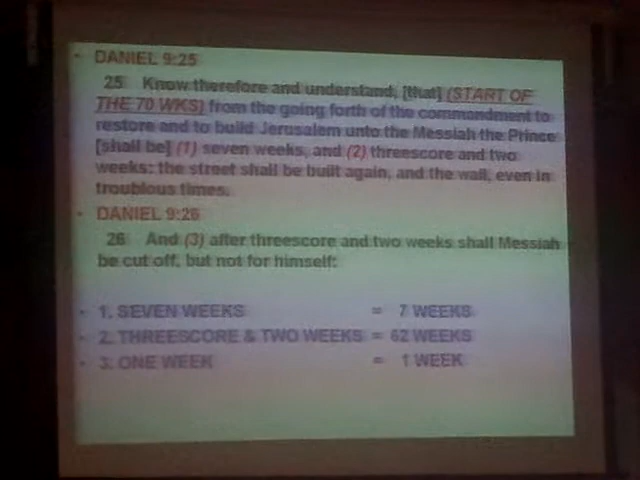 • DANIEL 9:25
25 Know therefore and understand, [that] (START OF
THE 70 WKS) from the going forth of the commandment to
restore and to build Jerusalem unto the Messiah the Prince
[shall be] (1) seven weeks, and (2) threescore and two
weeks: the street shall be built again, and the wall, even in
troublous times.
• DANIEL 9:26
26 And (3) after threescore and two weeks shall Messiah
be cut off, but not for himself:
• 1. SEVEN WEEKS = 7 WEEKS
• 2. THREESCORE & TWO WEEKS = 62 WEEKS
• 3. ONE WEEK = 1 WEEK